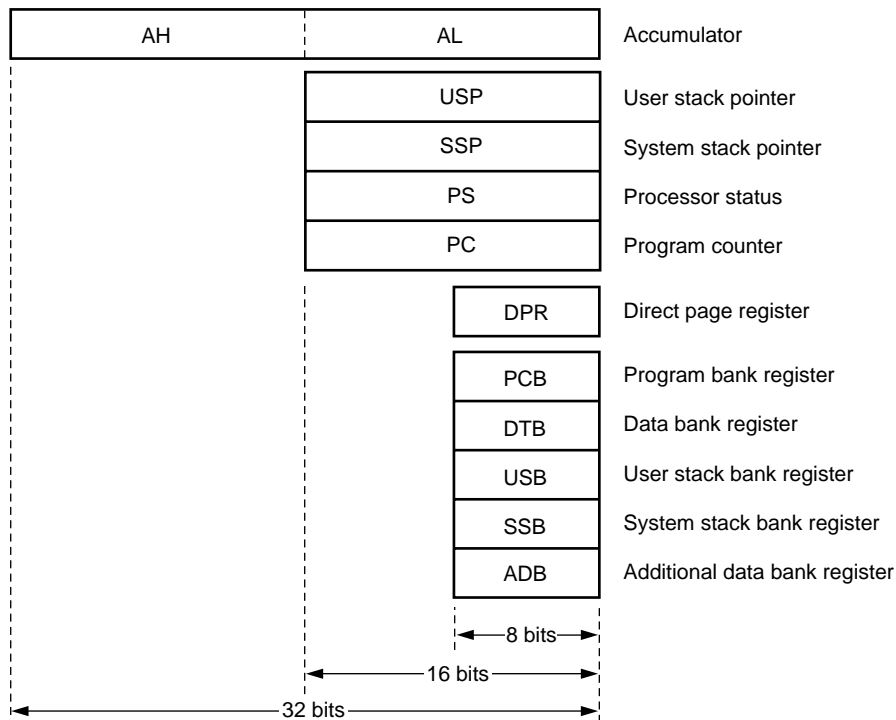 AH AL Accumulator
USP User stack pointer
SSP System stack pointer
PS Processor status
PC Program counter
DPR Direct page register
PCB Program bank register
DTB Data bank register
USB User stack bank register
SSB System stack bank register
ADB Additional data bank register
8 bits
16 bits
32 bits